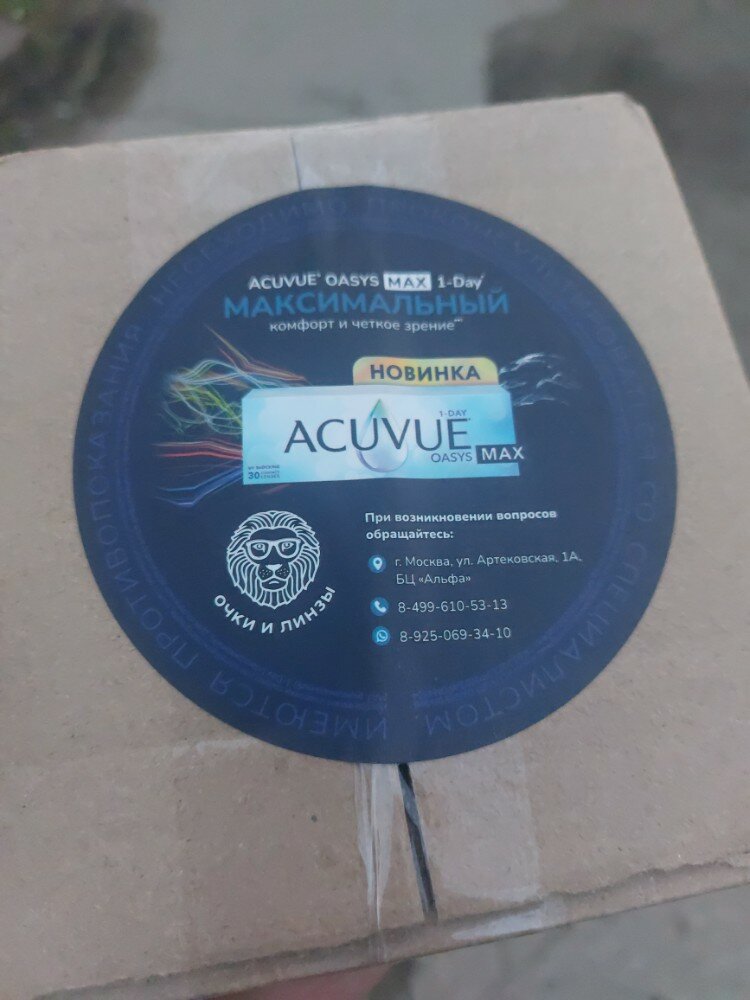 ACUVUE® OASYS MAX 1-Day
МАКСИМАЛЬНЫЙ
комфорт и четкое зрение
НОВИНКА
1-DAY
ACUVUE
OASYS MAX
30
ОЧКИ И ЛИНЗЫ
При возникновении вопросов
обращайтесь:
г. Москва, ул. Артековская, 1А,
БЦ «Альфа»
8-499-610-53-13
8-925-069-34-10
ИМЕЮТСЯ ПРОТИВОПОКАЗАНИЯ. НЕОБХОДИМО ПРОКОНСУЛЬТИРОВАТЬСЯ СО СПЕЦИАЛИСТОМ.